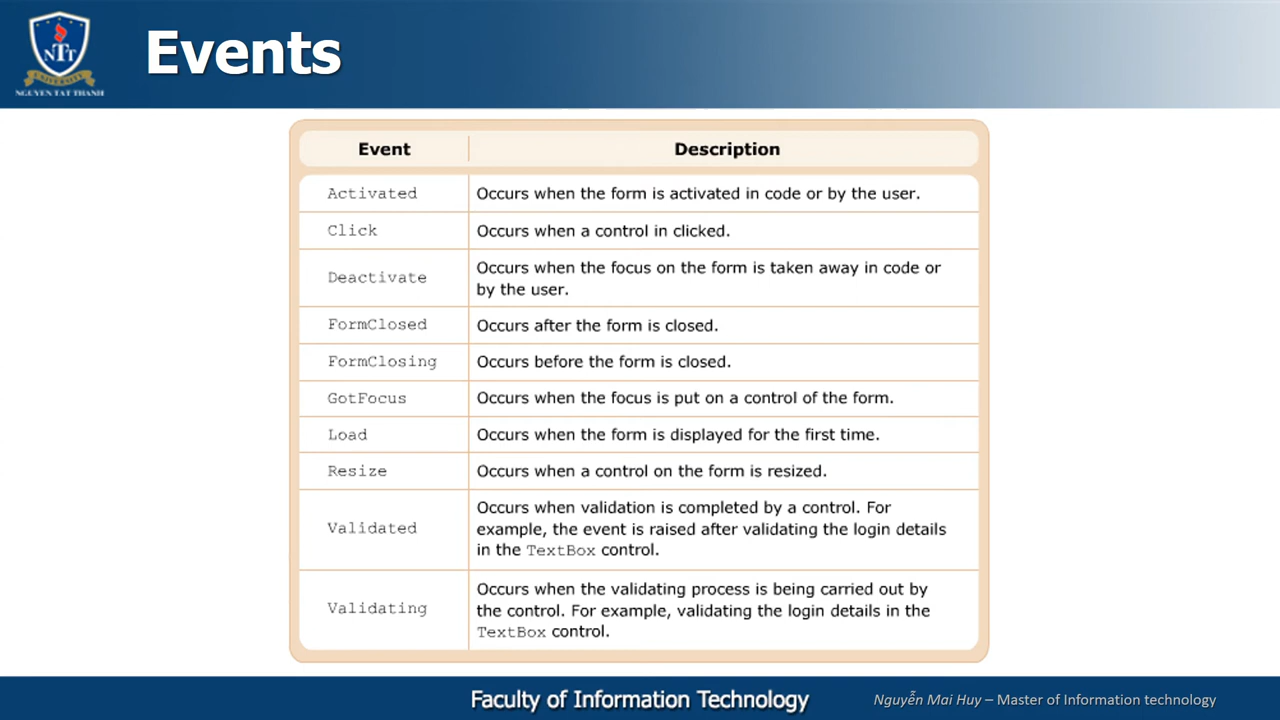 NTT
UNIVERSITY
NGUYEN TAT THANH
Events
Event Description
Activated Occurs when the form is activated in code or by the user.
Click Occurs when a control in clicked.
Deactivate Occurs when the focus on the form is taken away in code or
by the user.
FormClosed Occurs after the form is closed.
FormClosing Occurs before the form is closed.
GotFocus Occurs when the focus is put on a control of the form.
Load Occurs when the form is displayed for the first time.
Resize Occurs when a control on the form is resized.
Validated Occurs when validation is completed by a control. For
example, the event is raised after validating the login details
in the TextBox control.
Validating Occurs when the validating process is being carried out by
the control. For example, validating the login details in the
TextBox control.
Faculty of Information Technology
Nguyễn Mai Huy – Master of Information technology